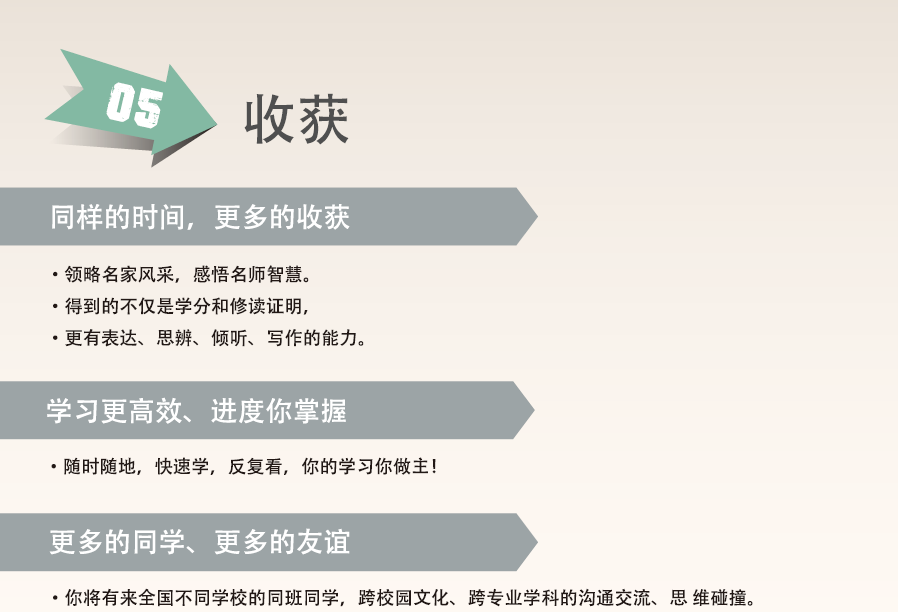 05
收获
同样的时间，更多的收获
• 领略名家风采，感悟名师智慧。
• 得到的不仅是学分和修读证明，
• 更有表达、思辨、倾听、写作的能力。
学习更高效、进度你掌握
• 随时随地，快速学，反复看，你的学习你做主！
更多的同学、更多的友谊
• 你将有来全国不同学校的同班同学，跨校园文化、跨专业学科的沟通交流、思 维碰撞。